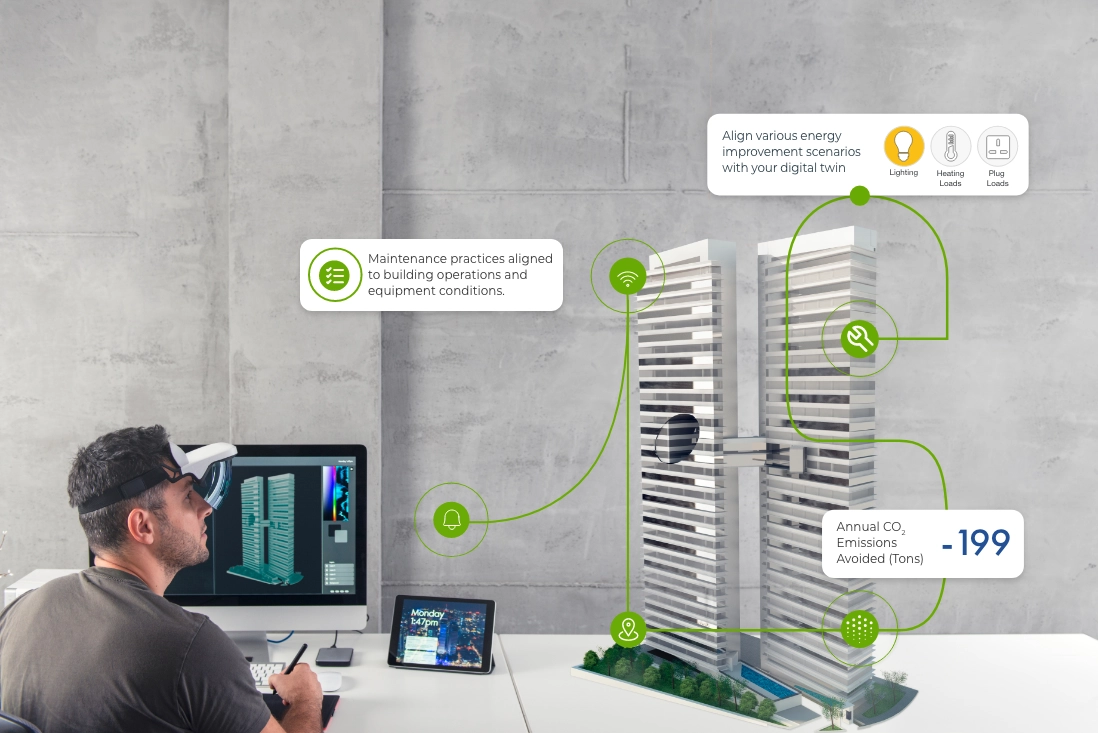 Align various energy
improvement scenarios
with your digital twin
Lighting
Heating
Loads
Plug
Loads
Maintenance practices aligned
to building operations and
equipment conditions.
Annual CO₂
Emissions
Avoided (Tons)
-199
Monday
1:47pm